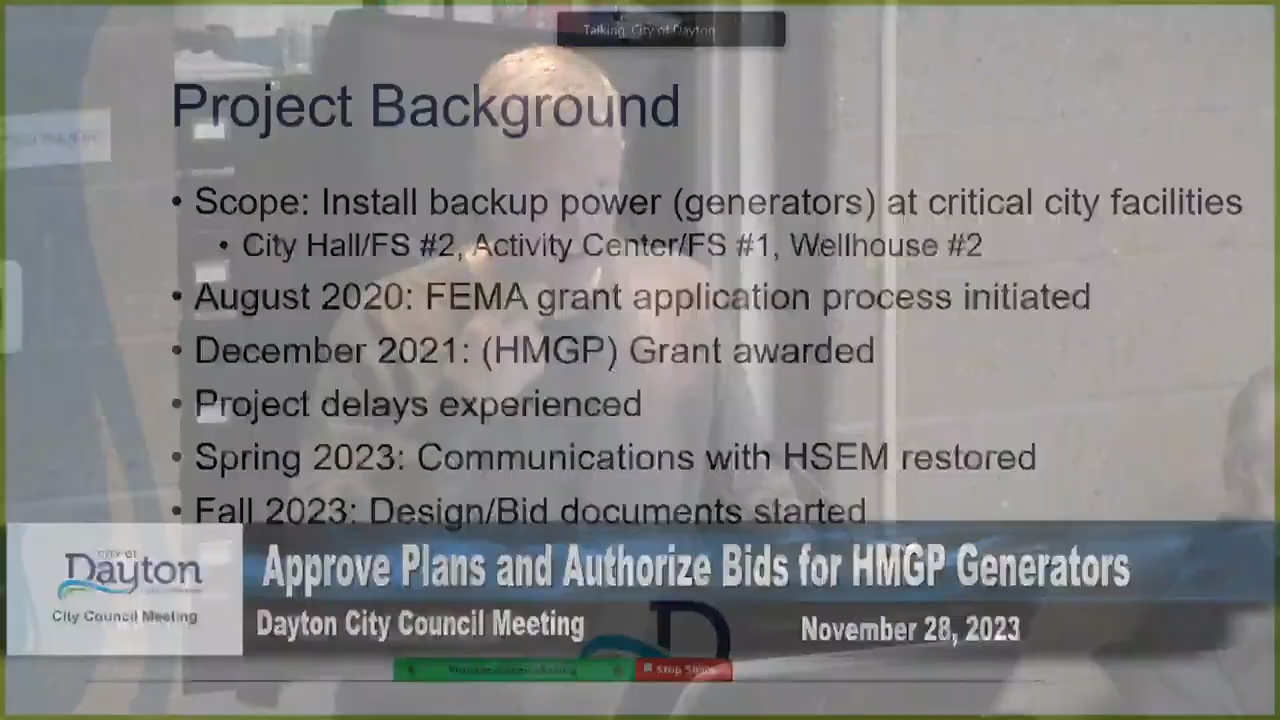 Talking: City of Dayton
Project Background
• Scope: Install backup power (generators) at critical city facilities
• City Hall/FS #2, Activity Center/FS #1, Wellhouse #2
• August 2020: FEMA grant application process initiated
• December 2021: (HMGP) Grant awarded
• Project delays experienced
• Spring 2023: Communications with HSEM restored
• Fall 2023: Design/Bid documents started
CITY OF
Dayton
City Council Meeting
Approve Plans and Authorize Bids for HMGP Generators
Dayton City Council Meeting
November 28, 2023
D
Stop Share